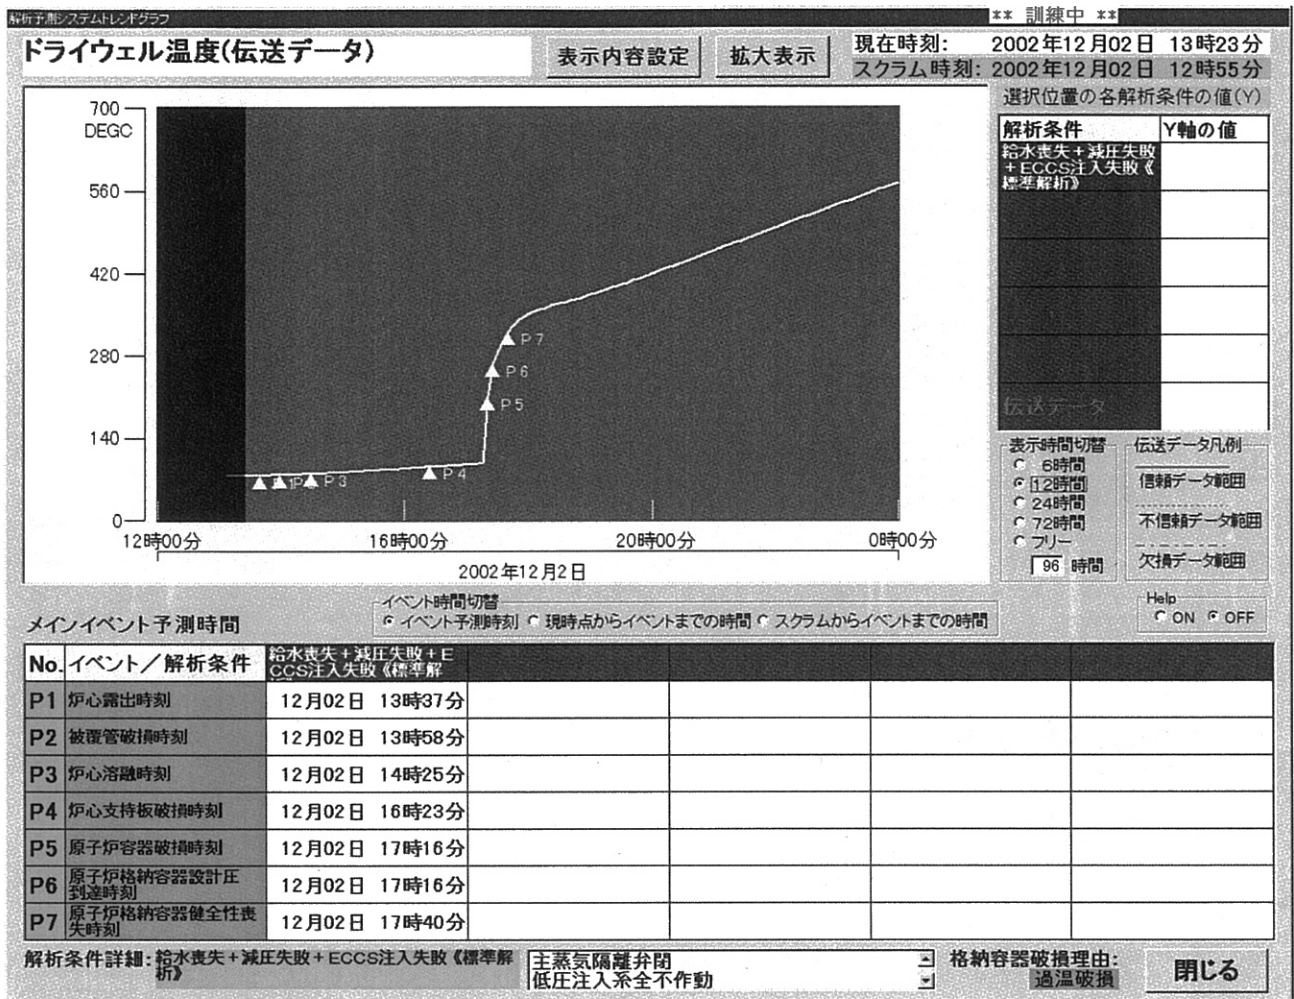 解析予測システムトレンドグラフ
** 訓練中 **
ドライウェル温度(伝送データ)
表示内容設定
拡大表示
現在時刻: 2002年12月02日 13時23分
スクラム時刻: 2002年12月02日 12時55分
選択位置の各解析条件の値(Y)
解析条件 Y軸の値
給水喪失+減圧失敗
+ECCS注入失敗《
標準解析》
伝送データ
700
DEGC
560
420
280
140
0
P7
P6
P5
P4
P3
12時00分 16時00分 20時00分 0時00分
2002年12月2日
表示時間切替
6時間
12時間
24時間
72時間
フリー
96 時間
伝送データ凡例
信頼データ範囲
不信頼データ範囲
欠損データ範囲
メインイベント予測時間
イベント時間切替
イベント予測時刻 現時点からイベントまでの時間 スクラムからイベントまでの時間
Help
ON OFF
No. イベント/解析条件 給水喪失+減圧失敗+E
CCS注入失敗《標準解
P1 炉心露出時刻 12月02日 13時37分
P2 被覆管破損時刻 12月02日 13時58分
P3 炉心溶融時刻 12月02日 14時25分
P4 炉心支持板破損時刻 12月02日 16時23分
P5 原子炉容器破損時刻 12月02日 17時16分
P6 原子炉格納容器設計圧
到達時刻 12月02日 17時16分
P7 原子炉格納容器健全性喪
失時刻 12月02日 17時40分
解析条件詳細: 給水喪失+減圧失敗+ECCS注入失敗《標準解
析》
主蒸気隔離弁閉
低圧注入系全不作動
格納容器破損理由:
過温破損
閉じる